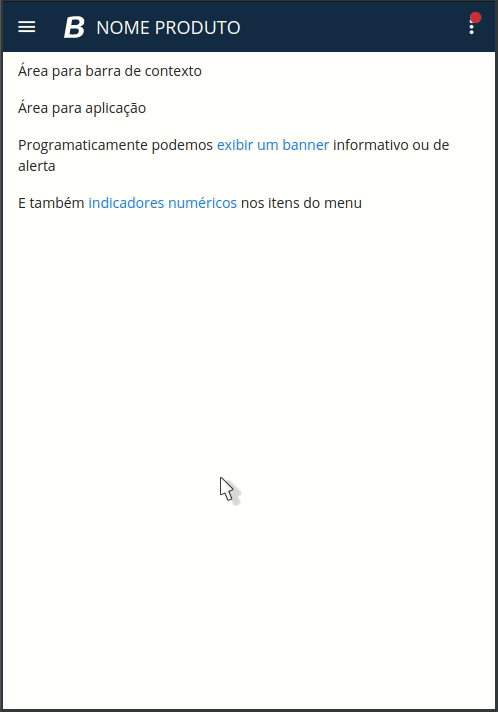 B NOME PRODUTO
Área para barra de contexto
Área para aplicação
Programaticamente podemos exibir um banner informativo ou de
alerta
E também indicadores numéricos nos itens do menu